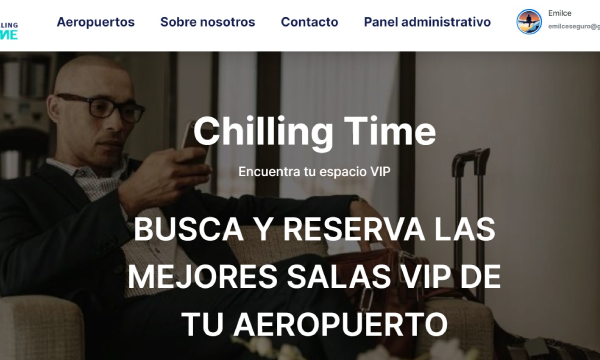 LING
ME
Aeropuertos Sobre nosotros Contacto Panel administrativo
Emilce
emilceseguro@g
Chilling Time
Encuentra tu espacio VIP
BUSCA Y RESERVA LAS
MEJORES SALAS VIP DE
TU AEROPUERTO